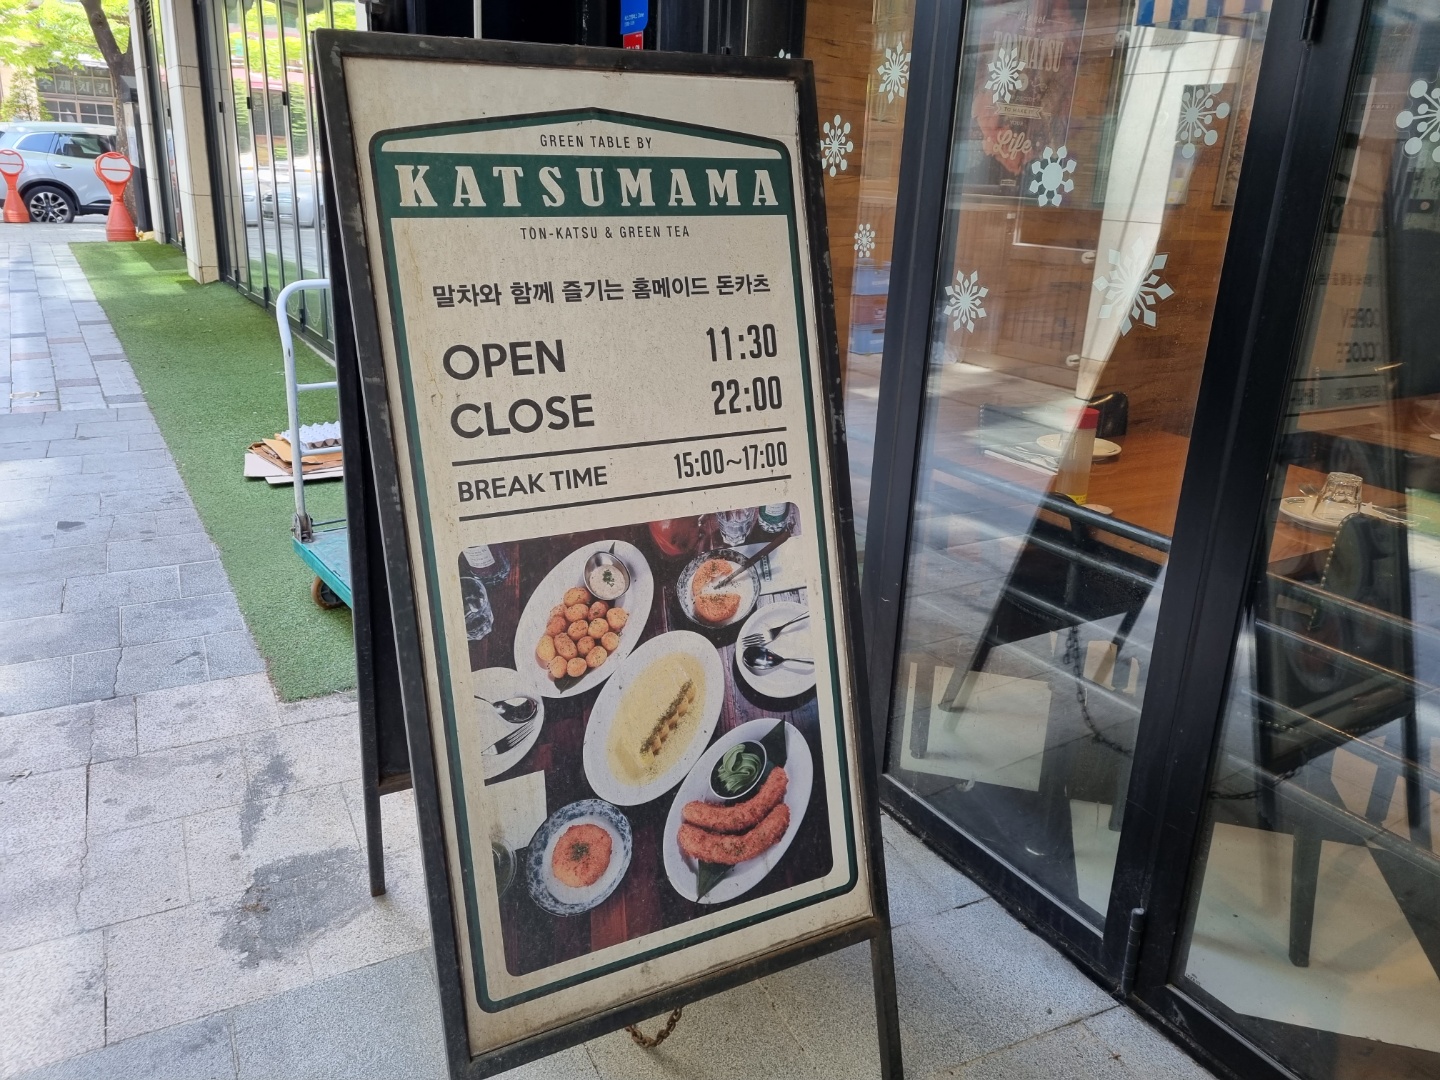 GREEN TABLE BY
KATSUMAMA
TON-KATSU & GREEN TEA
말차와 함께 즐기는 홈메이드 돈카츠
OPEN 11:30
CLOSE 22:00
BREAK TIME 15:00~17:00
Life